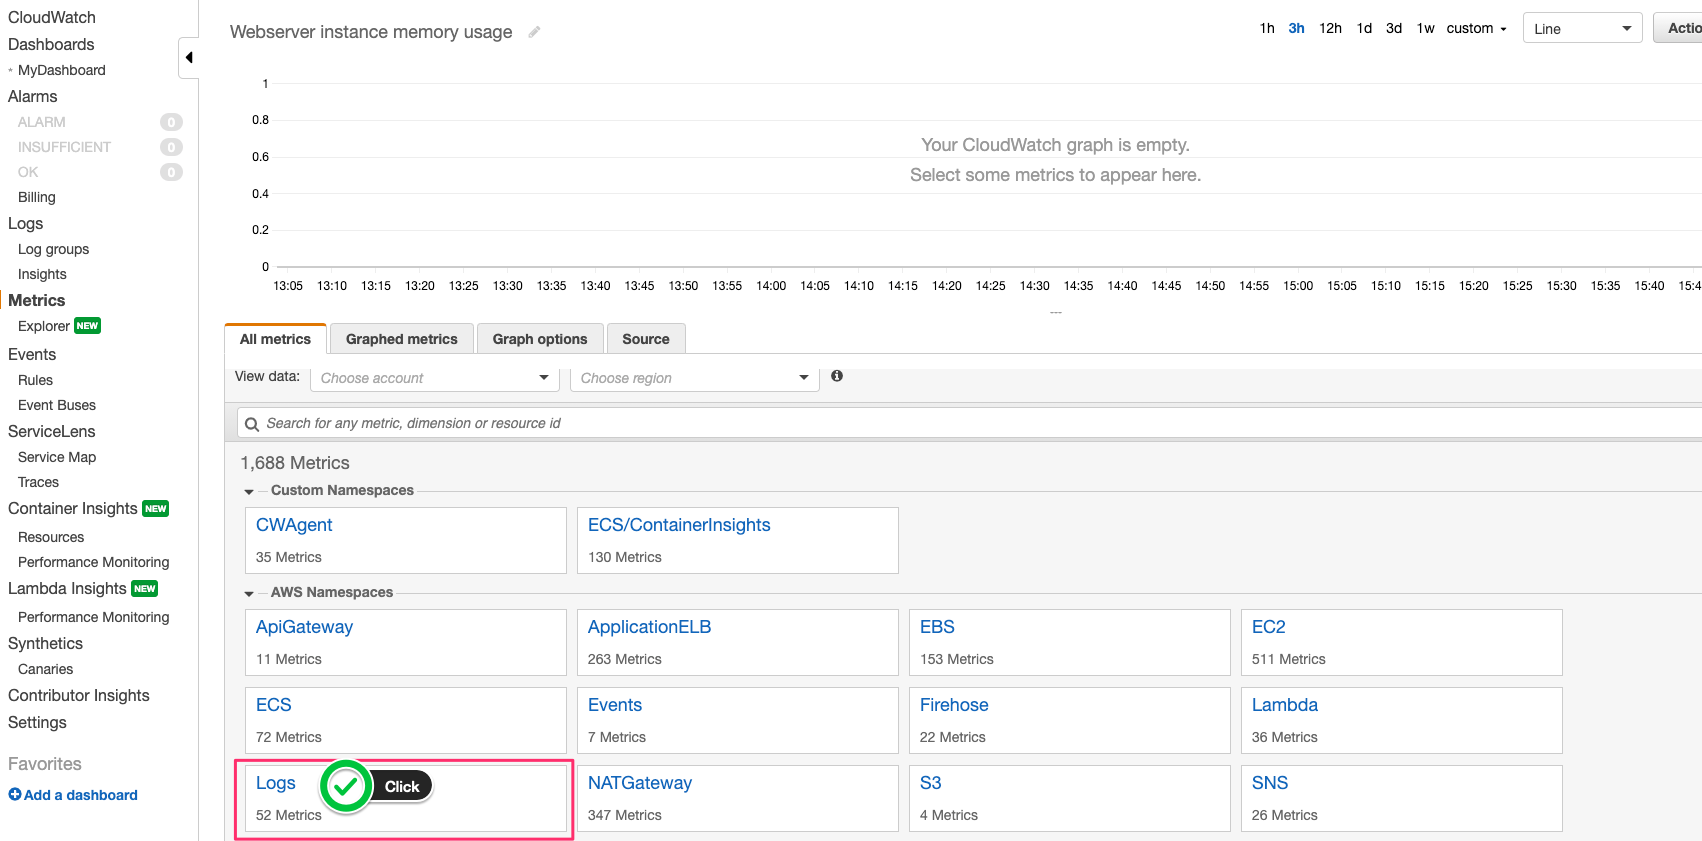 CloudWatch
Dashboards
MyDashboard
Alarms
ALARM 0
INSUFFICIENT 0
OK 0
Billing
Logs
Log groups
Insights
Metrics
Explorer NEW
Events
Rules
Event Buses
ServiceLens
Service Map
Traces
Container Insights NEW
Resources
Performance Monitoring
Lambda Insights NEW
Performance Monitoring
Synthetics
Canaries
Contributor Insights
Settings
Favorites
Add a dashboard
Webserver instance memory usage
1h 3h 12h 1d 3d 1w custom Line Actio
1
0.8
0.6
0.4
0.2
0
Your CloudWatch graph is empty.
Select some metrics to appear here.
13:05 13:10 13:15 13:20 13:25 13:30 13:35 13:40 13:45 13:50 13:55 14:00 14:05 14:10 14:15 14:20 14:25 14:30 14:35 14:40 14:45 14:50 14:55 15:00 15:05 15:10 15:15 15:20 15:25 15:30 15:35 15:40 15:4
All metrics Graphed metrics Graph options Source
View data: Choose account Choose region
Search for any metric, dimension or resource id
1,688 Metrics
Custom Namespaces
CWAgent ECS/ContainerInsights
35 Metrics 130 Metrics
AWS Namespaces
ApiGateway ApplicationELB EBS EC2
11 Metrics 263 Metrics 153 Metrics 511 Metrics
ECS Events Firehose Lambda
72 Metrics 7 Metrics 22 Metrics 36 Metrics
Logs Click NATGateway S3 SNS
52 Metrics 347 Metrics 4 Metrics 26 Metrics